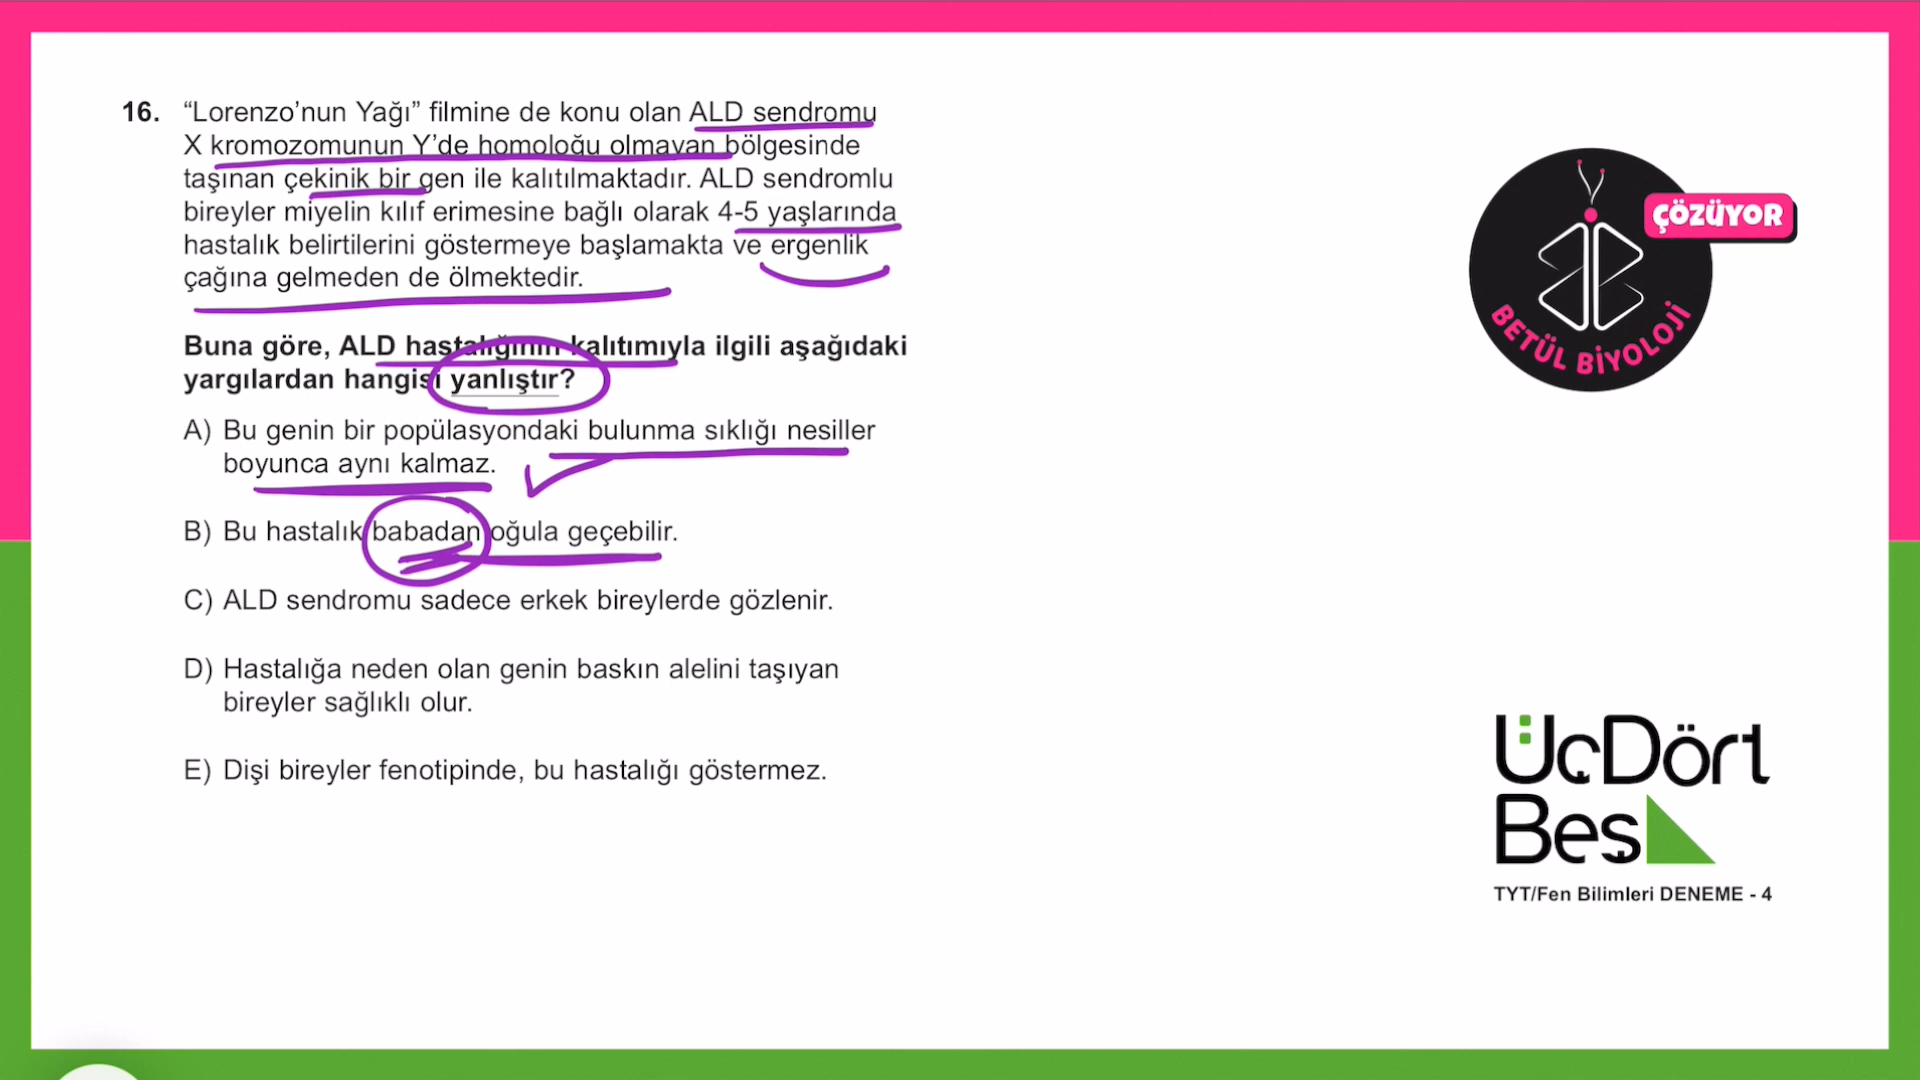 16. “Lorenzo’nun Yağı” filmine de konu olan ALD sendromu
X kromozomunun Y’de homoloğu olmayan bölgesinde
taşınan çekinik bir gen ile kalıtılmaktadır. ALD sendromlu
bireyler miyelin kılıf erimesine bağlı olarak 4-5 yaşlarında
hastalık belirtilerini göstermeye başlamakta ve ergenlik
çağına gelmeden de ölmektedir.
Buna göre, ALD hastalığının kalıtımıyla ilgili aşağıdaki
yargılardan hangisi yanlıştır?
A) Bu genin bir popülasyondaki bulunma sıklığı nesiller
boyunca aynı kalmaz.
B) Bu hastalık babadan oğula geçebilir.
C) ALD sendromu sadece erkek bireylerde gözlenir.
D) Hastalığa neden olan genin baskın alelini taşıyan
bireyler sağlıklı olur.
E) Dişi bireyler fenotipinde, bu hastalığı göstermez.
ÇÖZÜYOR
BETÜL BİYOLOJİ
ÜçDört
Beş
TYT/Fen Bilimleri DENEME - 4